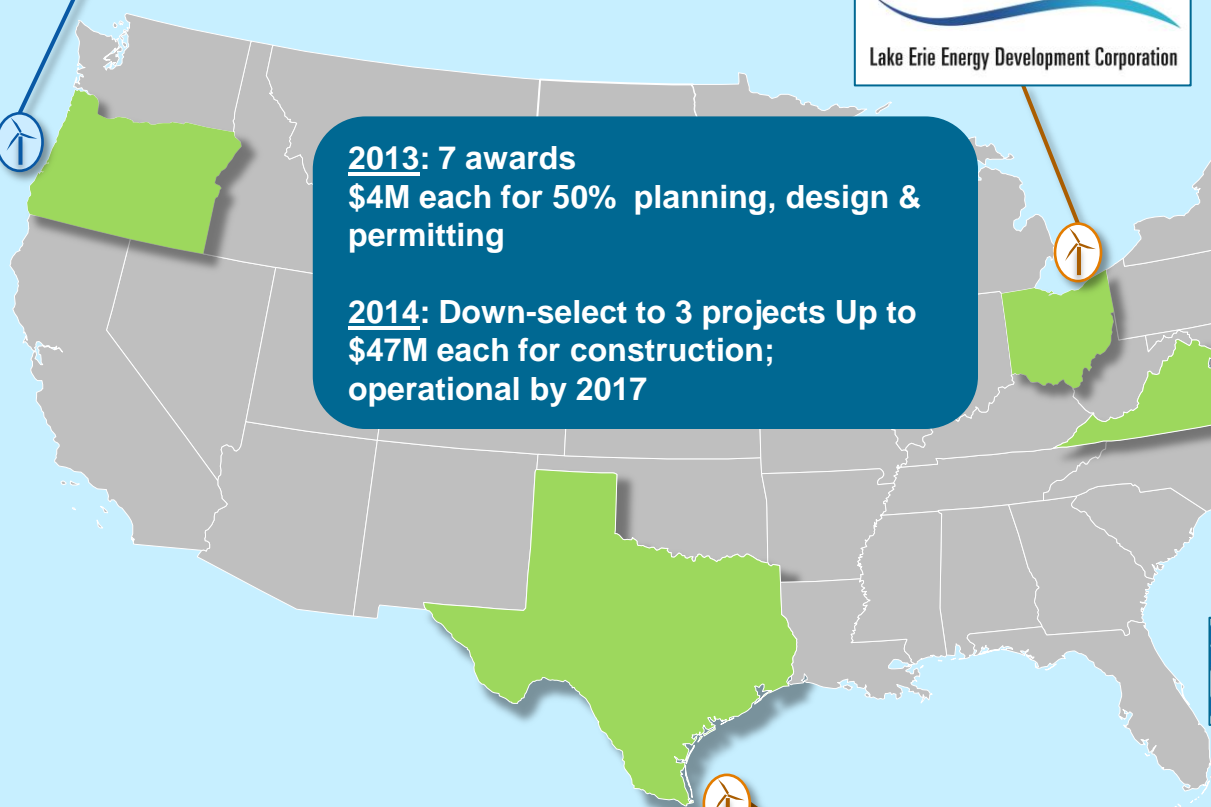 Lake Erie Energy Development Corporation
2013: 7 awards
$4M each for 50% planning, design &
permitting
2014: Down-select to 3 projects Up to
$47M each for construction;
operational by 2017